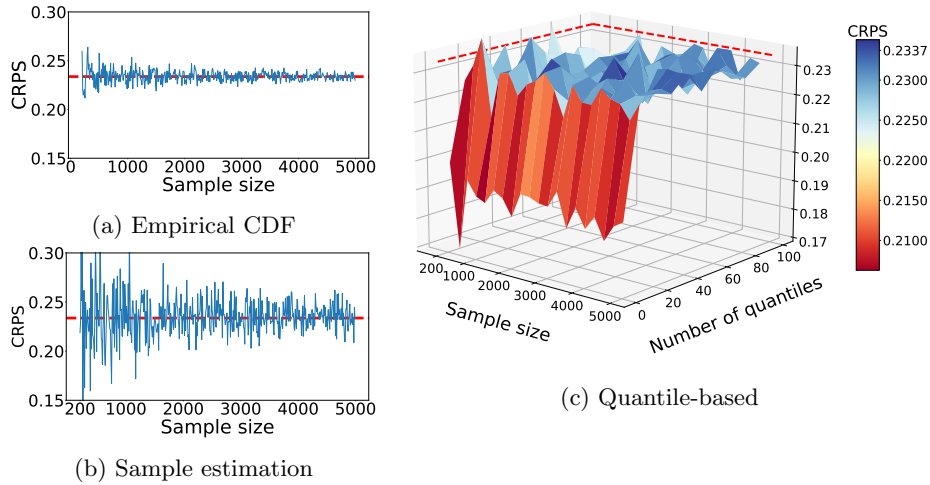 0.30
0.25
0.20
0.15
CRPS
200 1000 2000 3000 4000 5000
Sample size
(a) Empirical CDF
0.30
0.25
0.20
0.15
CRPS
200 1000 2000 3000 4000 5000
Sample size
(b) Sample estimation
0.23
0.22
0.21
0.20
0.19
0.18
0.17
200
1000
2000
3000
4000
5000
Sample size
0
20
40
60
80
100
Number of quantiles
CRPS
0.2337
0.2300
0.2250
0.2200
0.2150
0.2100
(c) Quantile-based